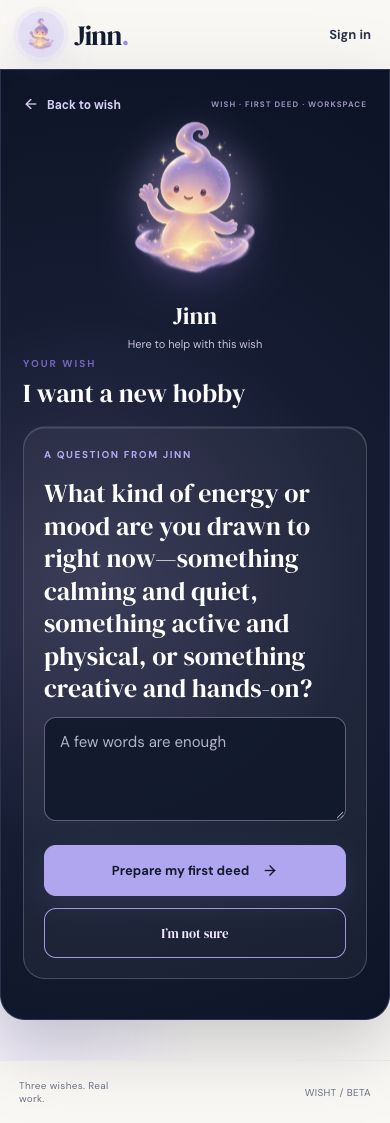 Jinn.
Sign in
Back to wish
WISH · FIRST DEED · WORKSPACE
Jinn
Here to help with this wish
YOUR WISH
I want a new hobby
A QUESTION FROM JINN
What kind of energy or
mood are you drawn to
right now—something
calming and quiet,
something active and
physical, or something
creative and hands-on?
A few words are enough
Prepare my first deed
I'm not sure
Three wishes. Real
work.
WISHT / BETA